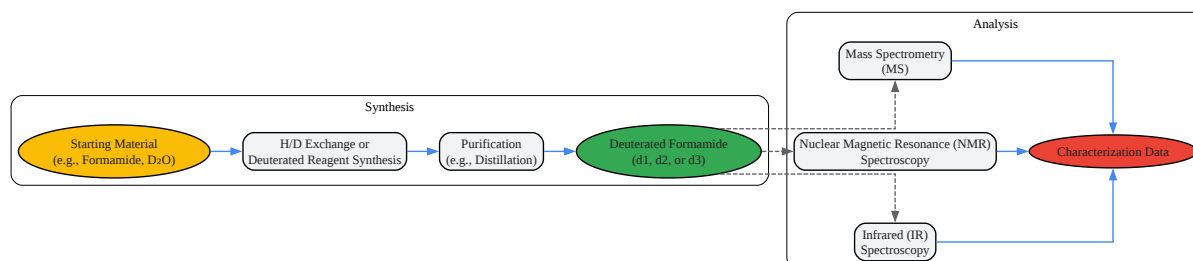 Synthesis
Starting Material
(e.g., Formamide, D₂O)
H/D Exchange or
Deuterated Reagent Synthesis
Purification
(e.g., Distillation)
Deuterated Formamide
(d1, d2, or d3)
Analysis
Mass Spectrometry
(MS)
Nuclear Magnetic Resonance (NMR)
Spectroscopy
Infrared (IR)
Spectroscopy
Characterization Data